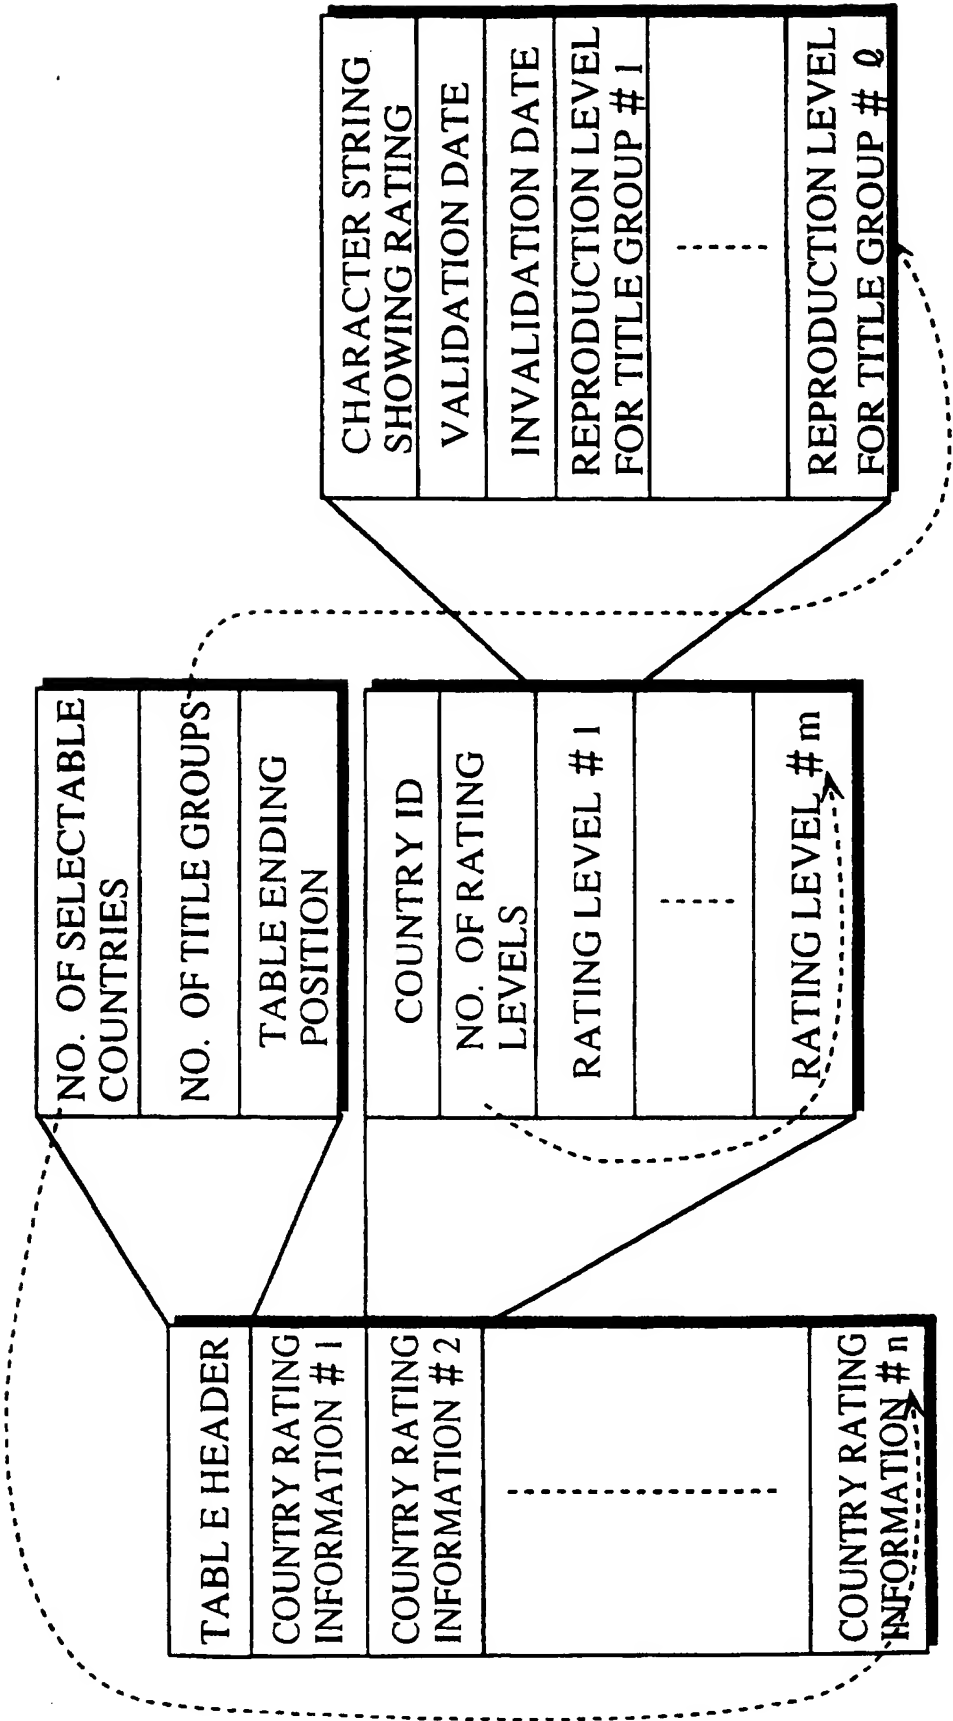 TABLE HEADER
COUNTRY RATING
INFORMATION #1
COUNTRY RATING
INFORMATION #2
COUNTRY RATING
INFORMATION #n
NO. OF SELECTABLE
COUNTRIES
NO. OF TITLE GROUPS
TABLE ENDING
POSITION
COUNTRY ID
NO. OF RATING
LEVELS
RATING LEVEL #1
RATING LEVEL #m
CHARACTER STRING
SHOWING RATING
VALIDATION DATE
INVALIDATION DATE
REPRODUCTION LEVEL
FOR TITLE GROUP #1
REPRODUCTION LEVEL
FOR TITLE GROUP #ℓ